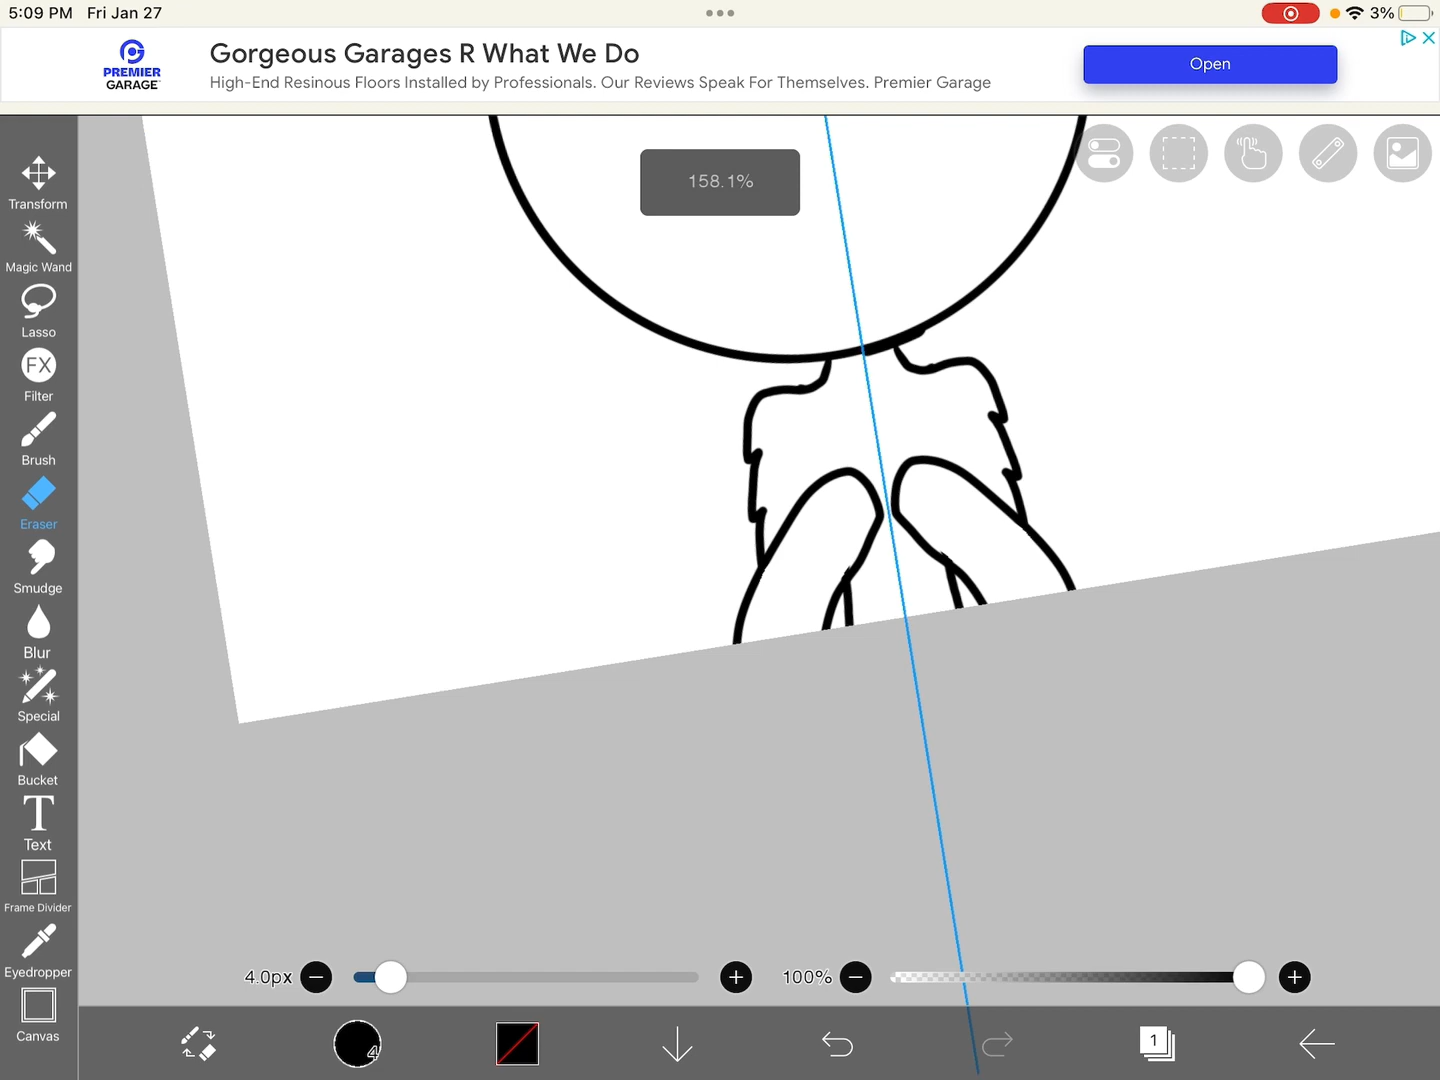 5:09 PM Fri Jan 27
3%
PREMIER
GARAGE
Gorgeous Garages R What We Do
High-End Resinous Floors Installed by Professionals. Our Reviews Speak For Themselves. Premier Garage
Open
158.1%
Transform
Magic Wand
Lasso
FX
Filter
Brush
Eraser
Smudge
Blur
Special
Bucket
T
Text
Frame Divider
Eyedropper
Canvas
4.0px
100%
4
1